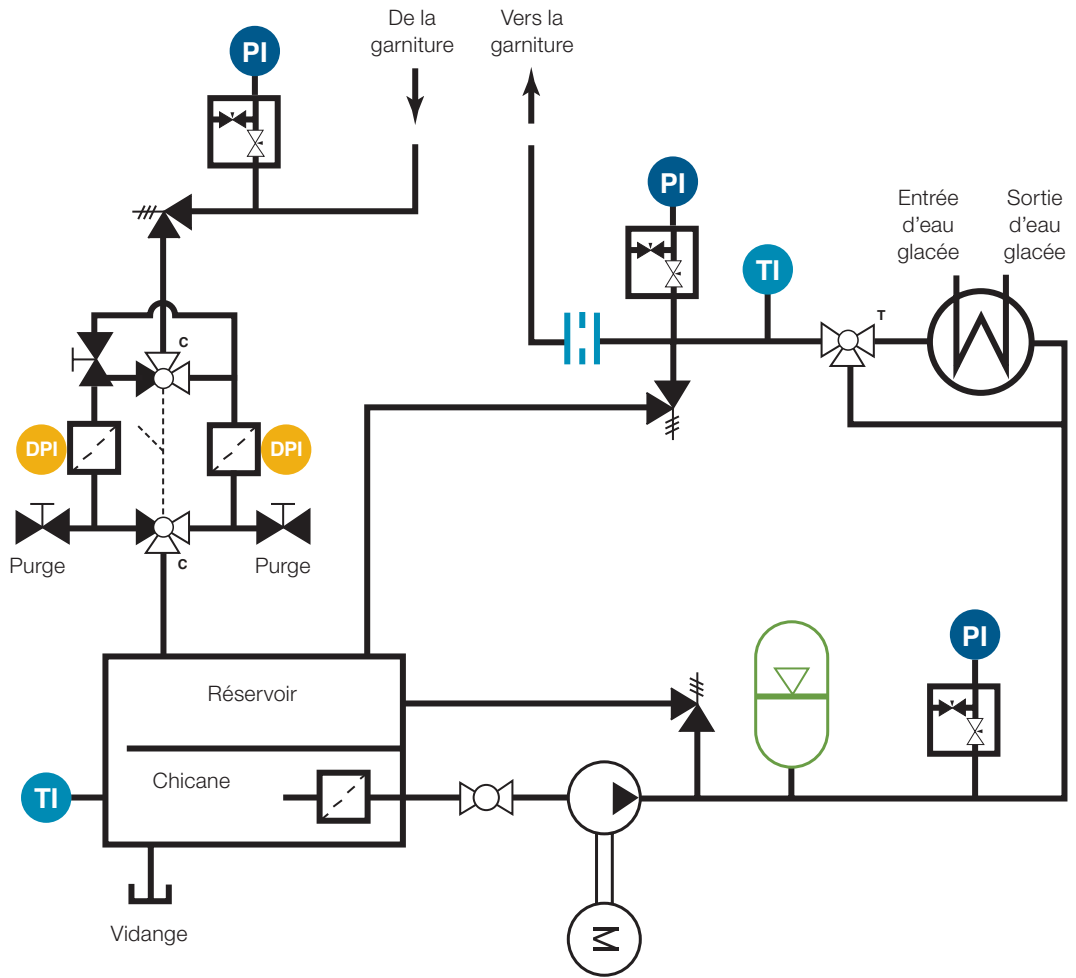 De la
garniture
Vers la
garniture
PI
PI
TI
Entrée
d'eau
glacée
Sortie
d'eau
glacée
T
C
DPI
DPI
C
Purge
Purge
PI
Réservoir
Chicane
TI
Vidange
M